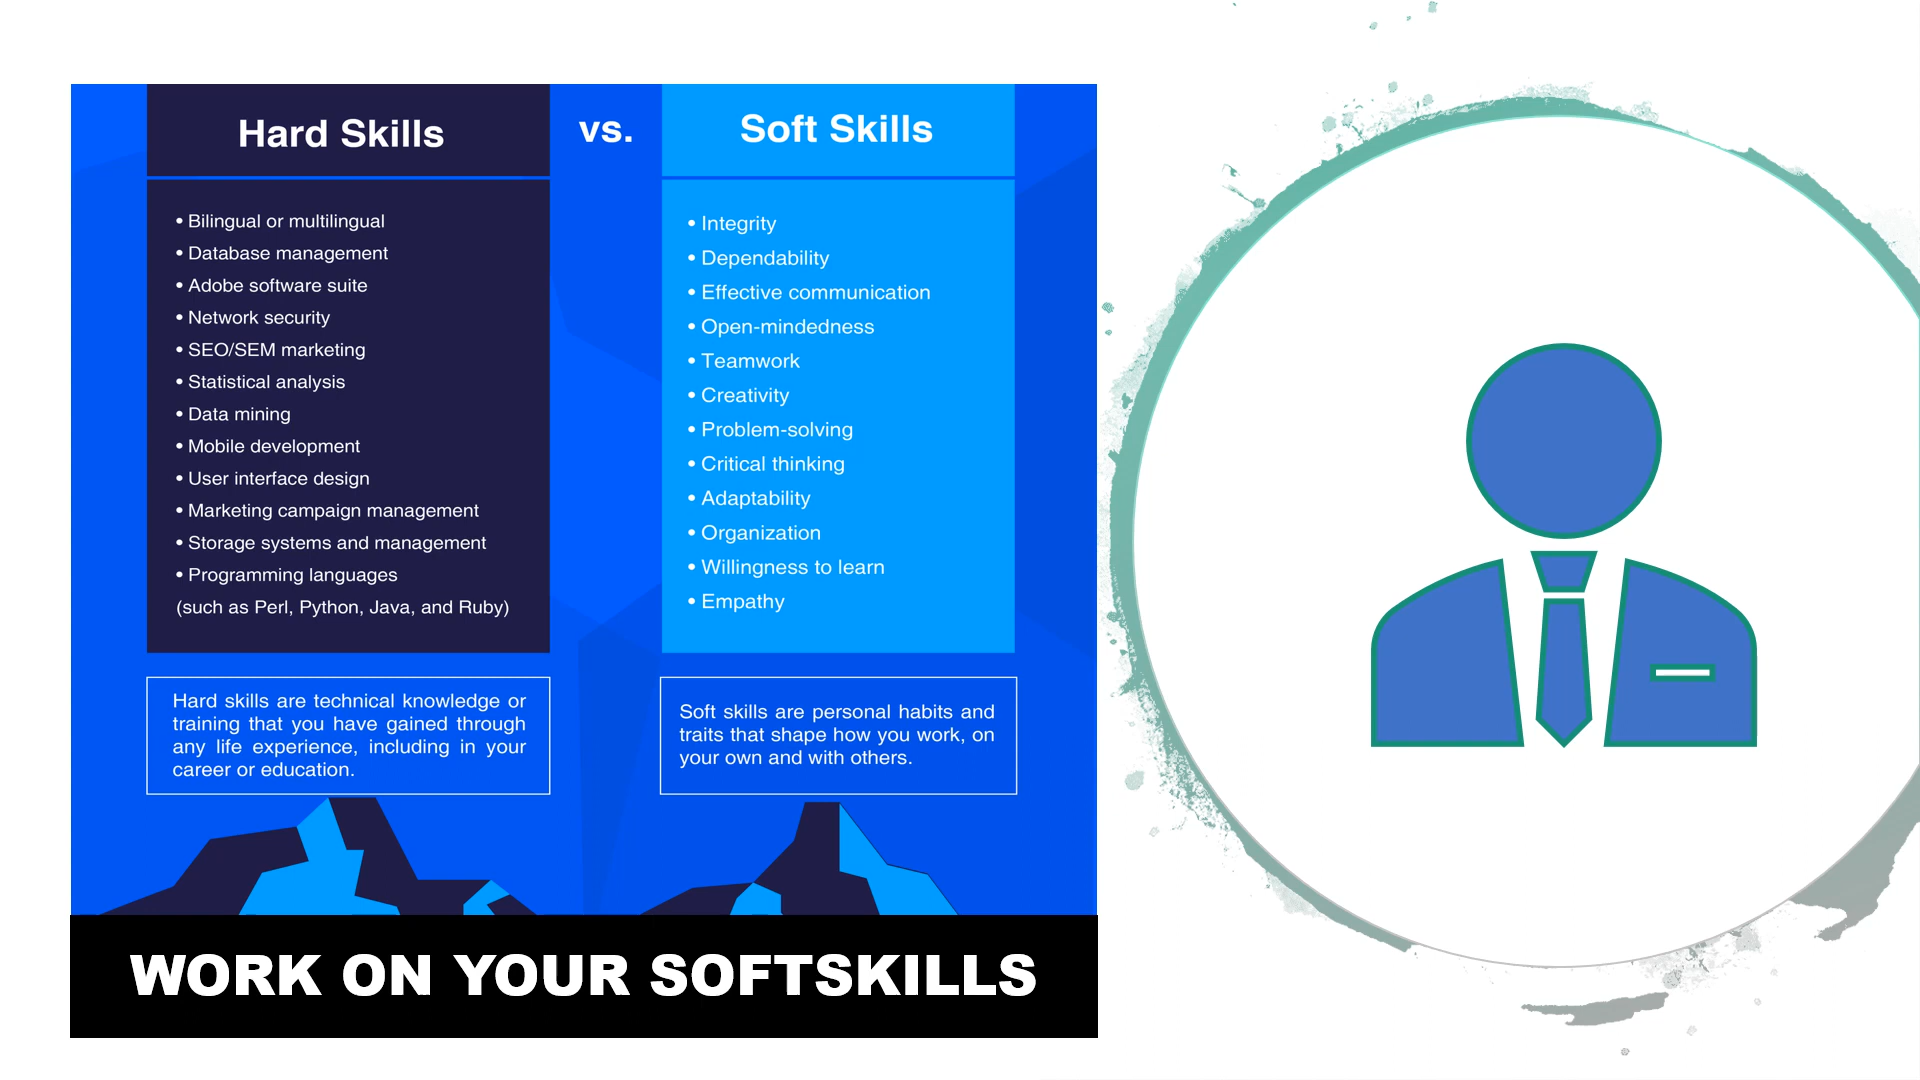 Hard Skills
vs.
Soft Skills
• Bilingual or multilingual
• Database management
• Adobe software suite
• Network security
• SEO/SEM marketing
• Statistical analysis
• Data mining
• Mobile development
• User interface design
• Marketing campaign management
• Storage systems and management
• Programming languages
(such as Perl, Python, Java, and Ruby)
• Integrity
• Dependability
• Effective communication
• Open-mindedness
• Teamwork
• Creativity
• Problem-solving
• Critical thinking
• Adaptability
• Organization
• Willingness to learn
• Empathy
Hard skills are technical knowledge or
training that you have gained through
any life experience, including in your
career or education.
Soft skills are personal habits and
traits that shape how you work, on
your own and with others.
WORK ON YOUR SOFTSKILLS